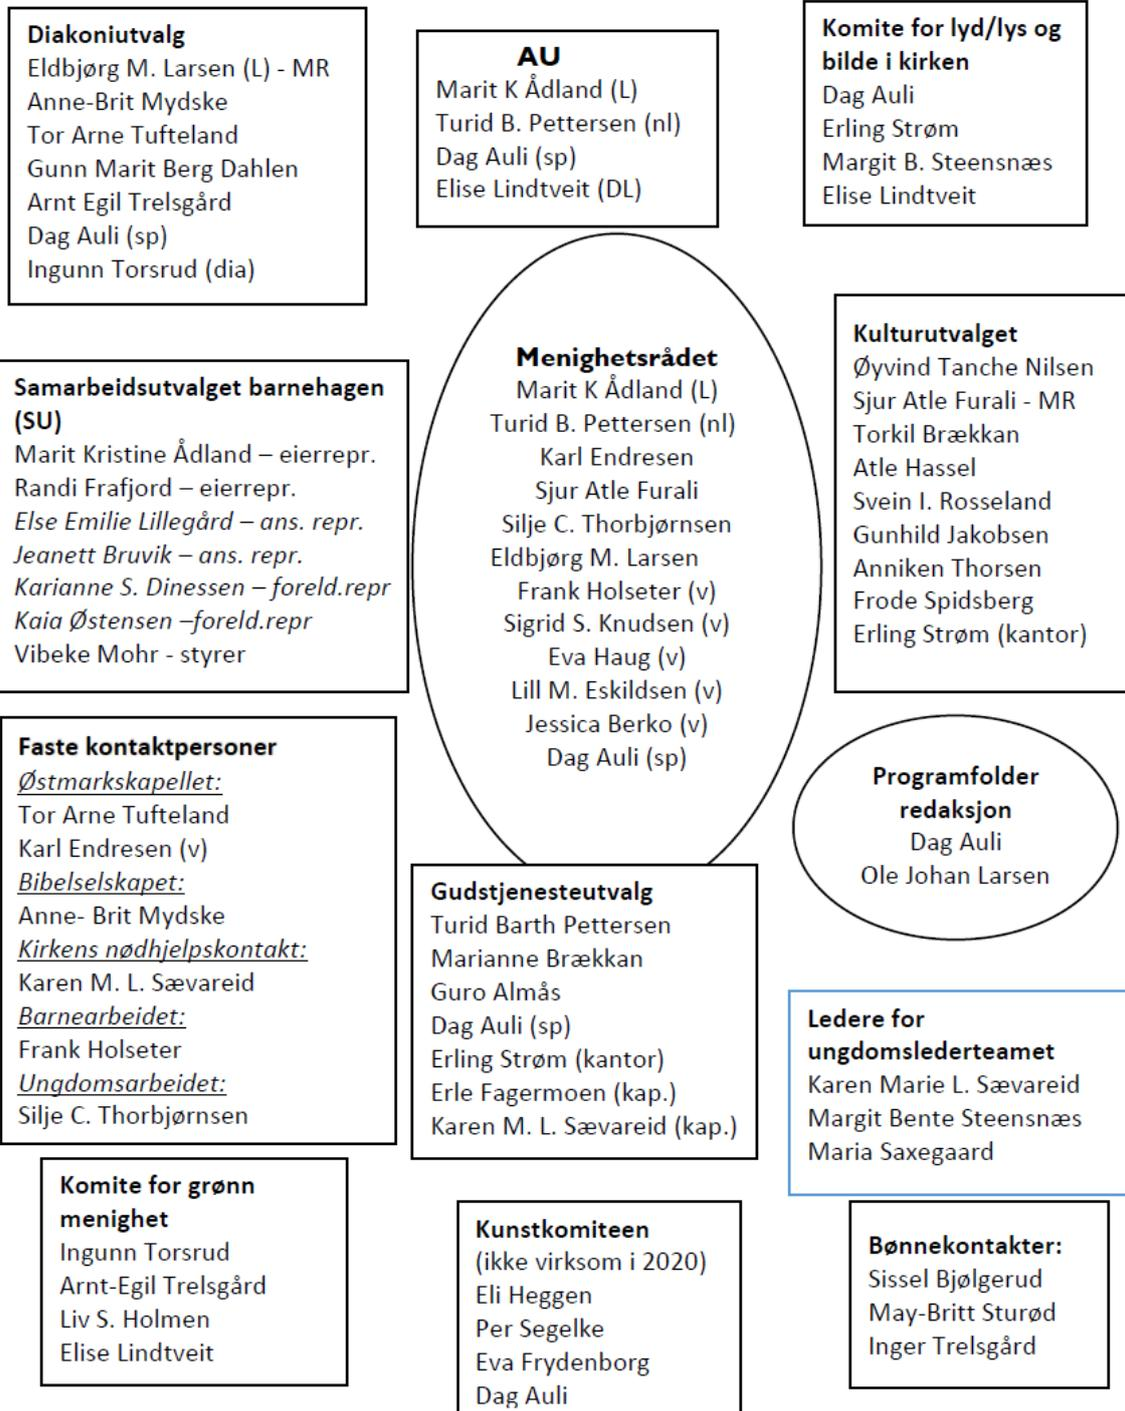 Diakoniutvalg
Eldbjørg M. Larsen (L) - MR
Anne-Brit Mydske
Tor Arne Tufteland
Gunn Marit Berg Dahlen
Arnt Egil Trelsgård
Dag Auli (sp)
Ingunn Torsrud (dia)
AU
Marit K Ådland (L)
Turid B. Pettersen (nl)
Dag Auli (sp)
Elise Lindtveit (DL)
Komite for lyd/lys og
bilde i kirken
Dag Auli
Erling Strøm
Margit B. Steensnæs
Elise Lindtveit
Samarbeidsutvalget barnehagen
(SU)
Marit Kristine Ådland – eierrepr.
Randi Frafjord – eierrepr.
Else Emilie Lillegård – ans. repr.
Jeanett Bruvik – ans. repr.
Karianne S. Dinessen – foreld.repr
Kaia Østensen –foreld.repr
Vibeke Mohr - styrer
Menighetsrådet
Marit K Ådland (L)
Turid B. Pettersen (nl)
Karl Endresen
Sjur Atle Furali
Silje C. Thorbjørnsen
Eldbjørg M. Larsen
Frank Holseter (v)
Sigrid S. Knudsen (v)
Eva Haug (v)
Lill M. Eskildsen (v)
Jessica Berko (v)
Dag Auli (sp)
Kulturutvalget
Øyvind Tanche Nilsen
Sjur Atle Furali - MR
Torkil Brækkan
Atle Hassel
Svein I. Rosseland
Gunhild Jakobsen
Anniken Thorsen
Frode Spidsberg
Erling Strøm (kantor)
Faste kontaktpersoner
Østmarkskapellet:
Tor Arne Tufteland
Karl Endresen (v)
Bibelselskapet:
Anne- Brit Mydske
Kirkens nødhjelpskontakt:
Karen M. L. Sævareid
Barnearbeidet:
Frank Holseter
Ungdomsarbeidet:
Silje C. Thorbjørnsen
Gudstjenesteutvalg
Turid Barth Pettersen
Marianne Brækkan
Guro Almås
Dag Auli (sp)
Erling Strøm (kantor)
Erle Fagermoen (kap.)
Karen M. L. Sævareid (kap.)
Programfolder
redaksjon
Dag Auli
Ole Johan Larsen
Ledere for
ungdomslederteamet
Karen Marie L. Sævareid
Margit Bente Steensnæs
Maria Saxegaard
Komite for grønn
menighet
Ingunn Torsrud
Arnt-Egil Trelsgård
Liv S. Holmen
Elise Lindtveit
Kunstkomiteen
(ikke virksom i 2020)
Eli Heggen
Per Segelke
Eva Frydenborg
Dag Auli
Bønnekontakter:
Sissel Bjølgerud
May-Britt Sturød
Inger Trelsgård